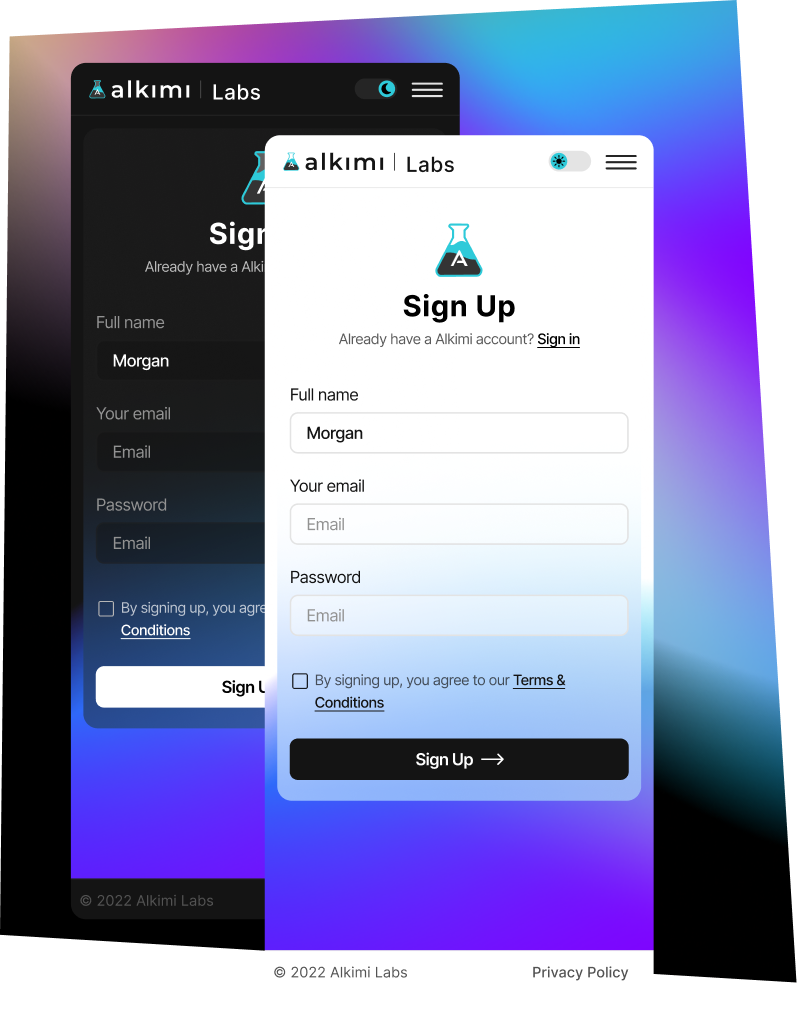 alkimi | Labs
Sign
Already have a Alki
Full name
Morgan
Your email
Email
Password
Email
By signing up, you agre
Conditions
Sign U
© 2022 Alkimi Labs
alkimi | Labs
A
Sign Up
Already have a Alkimi account? Sign in
Full name
Morgan
Your email
Email
Password
Email
By signing up, you agree to our Terms &
Conditions
Sign Up →
© 2022 Alkimi Labs
Privacy Policy